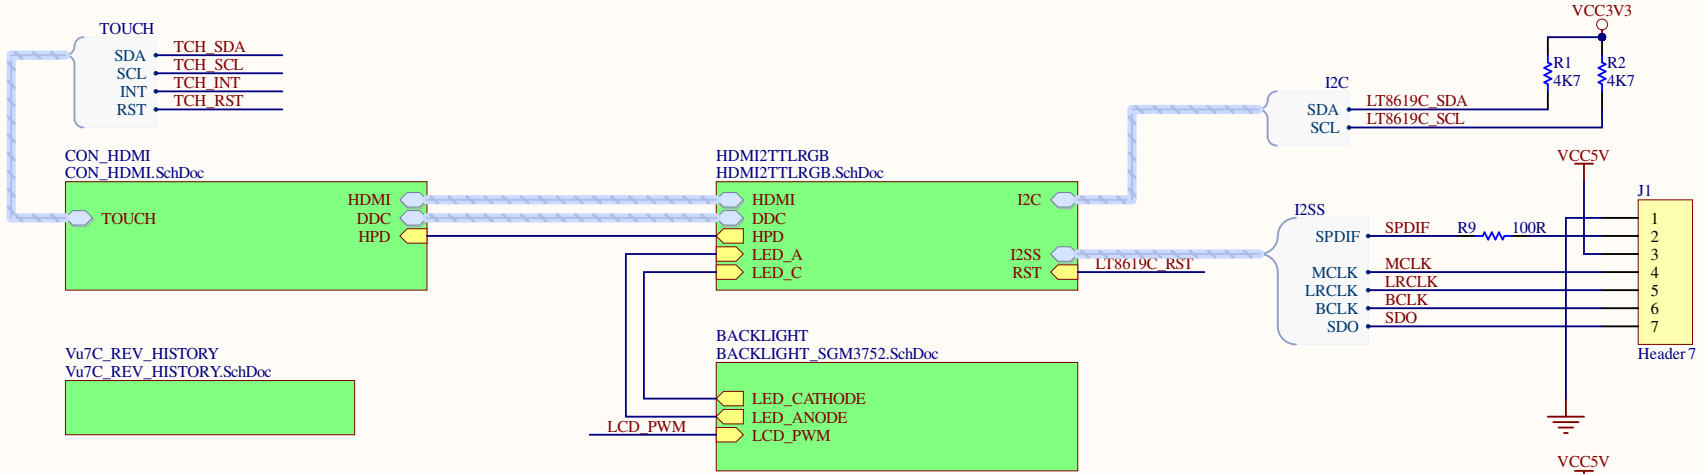 TOUCH
SDA TCH_SDA
SCL TCH_SCL
INT TCH_INT
RST TCH_RST
CON_HDMI
CON_HDMI.SchDoc
TOUCH
HDMI
DDC
HPD
Vu7C_REV_HISTORY
Vu7C_REV_HISTORY.SchDoc
HDMI2TTLRGB
HDMI2TTLRGB.SchDoc
HDMI
DDC
HPD
LED_A
LED_C
I2C
I2SS
RST
LT8619C_RST
BACKLIGHT
BACKLIGHT_SGM3752.SchDoc
LED_CATHODE
LED_ANODE
LCD_PWM
LCD_PWM
VCC3V3
R1
4K7
R2
4K7
I2C
SDA LT8619C_SDA
SCL LT8619C_SCL
VCC5V
I2SS
SPDIF SPDIF R9 100R
MCLK MCLK
LRCLK LRCLK
BCLK BCLK
SDO SDO
J1
1
2
3
4
5
6
7
Header 7
VCC5V